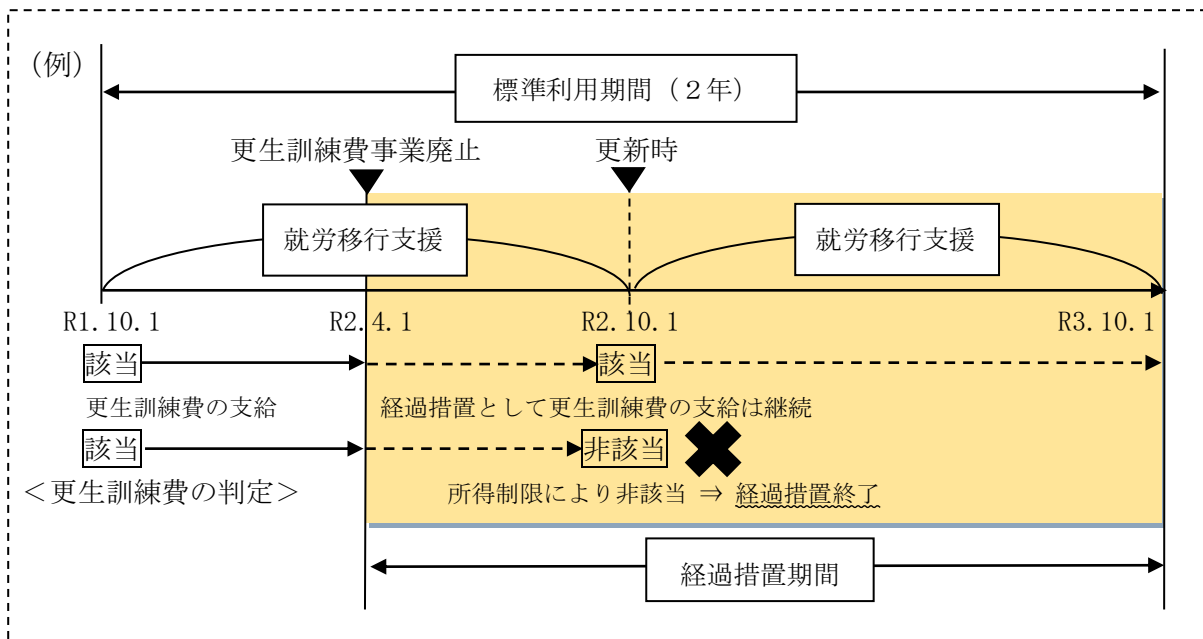 (例)
標準利用期間(2年)
更生訓練費事業廃止 更新時
就労移行支援 就労移行支援
R1.10.1 R2.4.1 R2.10.1 R3.10.1
該当 該当
更生訓練費の支給 経過措置として更生訓練費の支給は継続
該当 非該当
<更生訓練費の判定> 所得制限により非該当 ⇒ 経過措置終了
経過措置期間